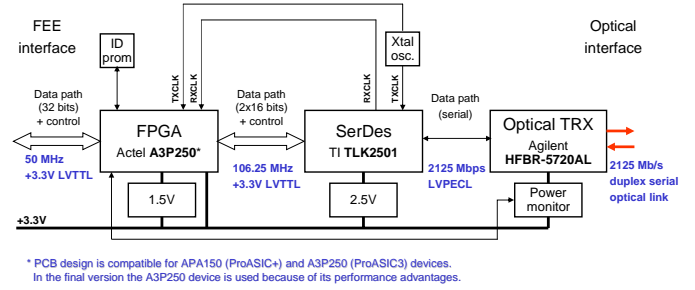 FEE
interface
ID
prom
TXCLK
RXCLK
RXCLK
TXCLK
Xtal
osc.
Optical
interface
Data path
(32 bits)
+ control
FPGA
Actel A3P250*
Data path
(2x16 bits)
+ control
SerDes
TI TLK2501
Data path
(serial)
Optical TRX
Agilent
HFBR-5720AL
50 MHz
+3.3V LVTTL
106.25 MHz
+3.3V LVTTL
2125 Mbps
LVPECL
2125 Mb/s
duplex serial
optical link
1.5V
2.5V
Power
monitor
+3.3V
* PCB design is compatible for APA150 (ProASIC+) and A3P250 (ProASIC3) devices.
In the final version the A3P250 device is used because of its performance advantages.